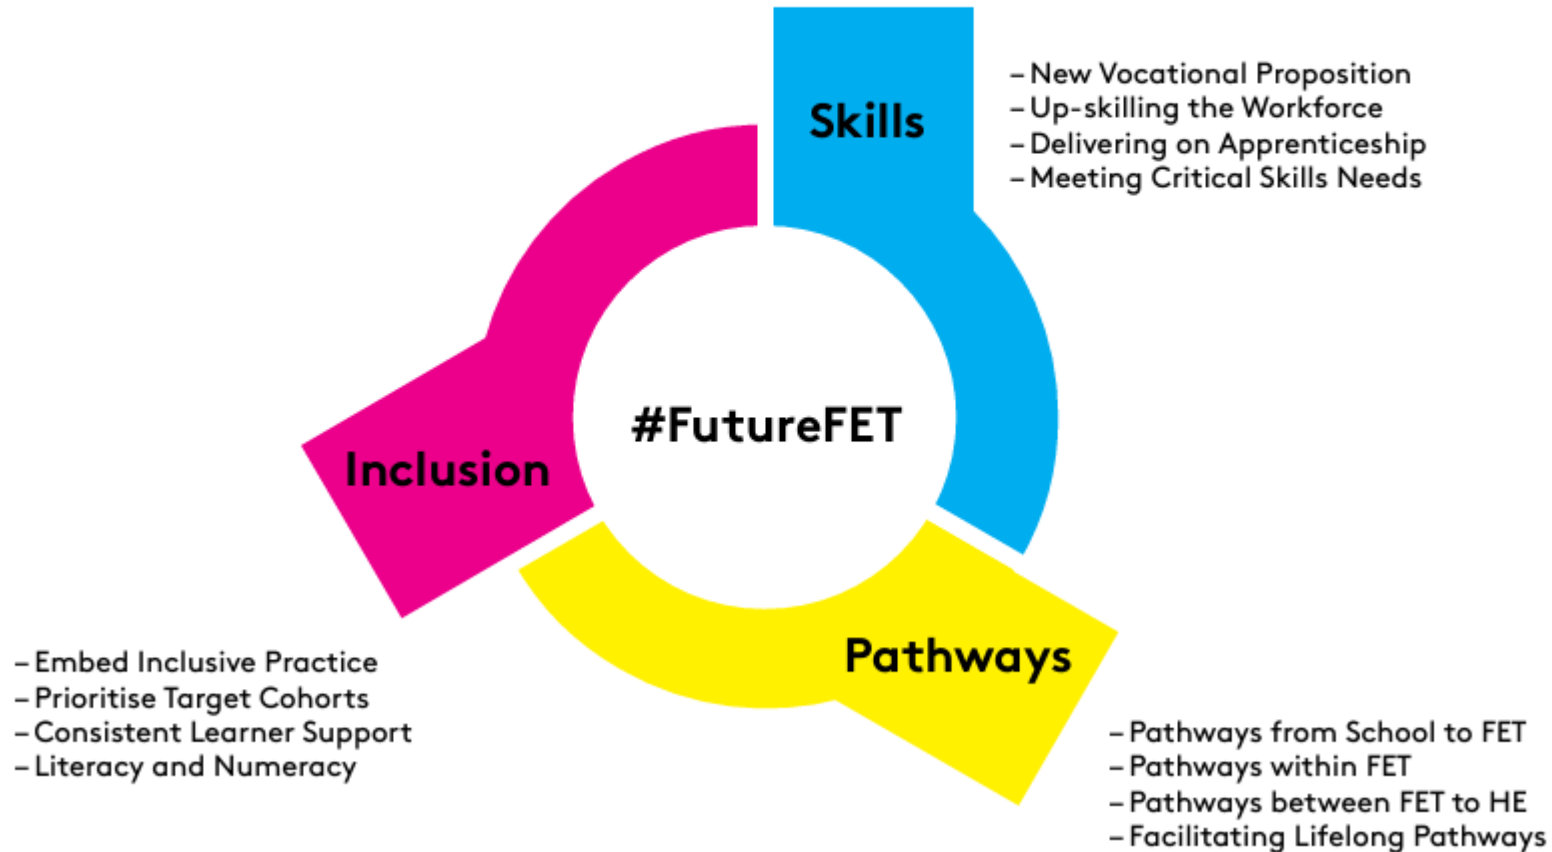 Skills
– New Vocational Proposition
– Up-skilling the Workforce
– Delivering on Apprenticeship
– Meeting Critical Skills Needs
#FutureFET
Inclusion
– Embed Inclusive Practice
– Prioritise Target Cohorts
– Consistent Learner Support
– Literacy and Numeracy
Pathways
– Pathways from School to FET
– Pathways within FET
– Pathways between FET to HE
– Facilitating Lifelong Pathways